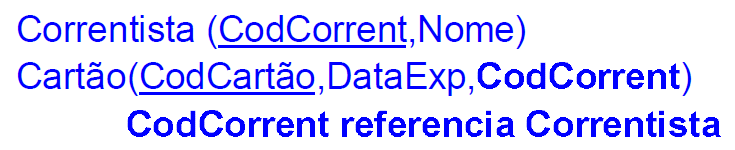 Correntista (CodCorrent,Nome)
Cartão(CodCartão,DataExp,CodCorrent)
CodCorrent referencia Correntista